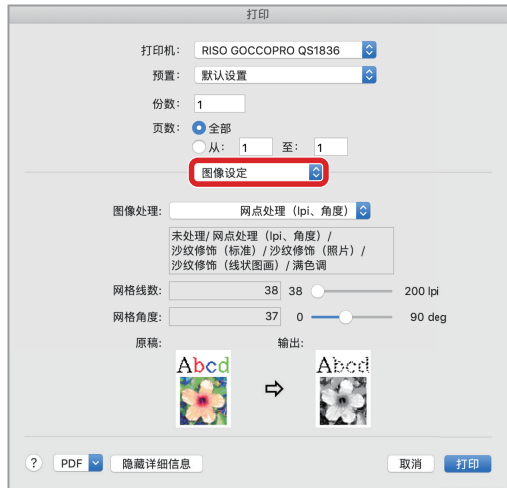 打印
打印机: RISO GOCCOPRO QS1836
预置: 默认设置
份数: 1
页数: 全部
从: 1 至: 1
图像设定
图像处理: 网点处理（lpi、角度）
未处理/ 网点处理（lpi、角度）/
沙纹修饰（标准）/ 沙纹修饰（照片）/
沙纹修饰（线状图画）/ 满色调
网格线数: 38 38 200 lpi
网格角度: 37 0 90 deg
原稿: 输出:
Abcd Abcd
? PDF 隐藏详细信息 取消 打印